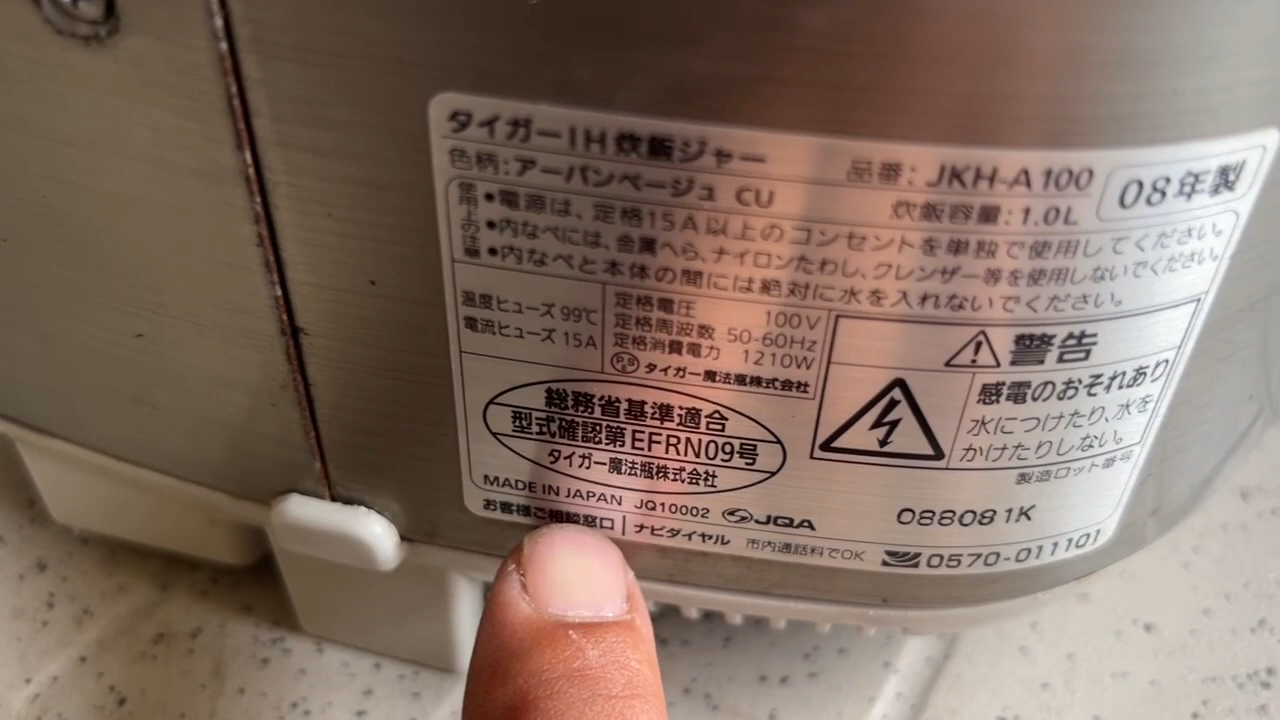 タイガーIH炊飯ジャー 品番：JKH-A100 08年製
色柄：アーバンベージュ CU 炊飯容量：1.0L
使用上の注意
●電源は、定格15A以上のコンセントを単独で使用してください。
●内なべには、金属へら、ナイロンたわし、クレンザー等を使用しないでください。
●内なべと本体の間には絶対に水を入れないでください。
温度ヒューズ 99℃
電流ヒューズ 15A
定格電圧 100V
定格周波数 50-60Hz
定格消費電力 1210W
PSE タイガー魔法瓶株式会社
⚠警告
感電のおそれあり
水につけたり、水を
かけたりしない。
総務省基準適合
型式確認第EFRN09号
タイガー魔法瓶株式会社
製造ロット番号
088081K
MADE IN JAPAN JQ10002 JQA
お客様ご相談窓口 ナビダイヤル 市内通話料でOK 0570-011101